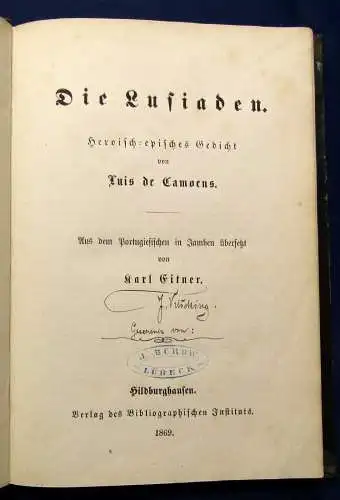 Die Lusiaden.
Heroisch-episches Gedicht
von
Luis de Camoens.
Aus dem Portugiesischen in Jamben übersetzt
von
Karl Eitner.
von:
LÜBECK
Hildburghausen.
Verlag des Bibliographischen Instituts.
1869.